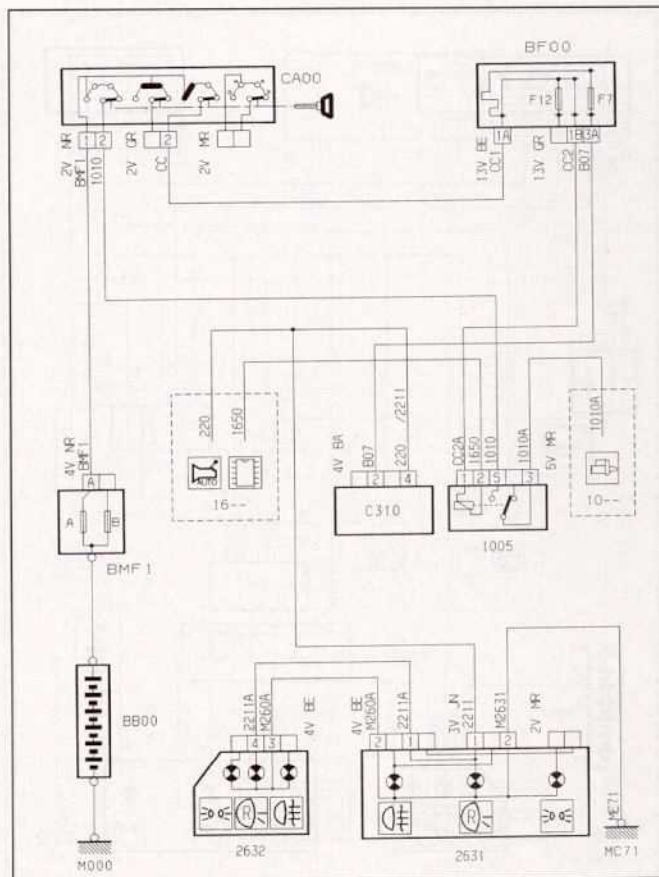 BF00
CA00
F12
F7
1 2
2
1A
1B 3A
2V NR
BMF1
1010
2V GR
CC
2V MR
13V BE
CC1
13V GR
CC2
B07
220
1650
AUTO
16--
4V BA
B07
220
/2211
2 4
C310
CC2A
1650
1010
1010A
5V MR
1 2 5 3
1005
1010A
10--
4V NR
BMF1
A
A
B
BMF1
BB00
M000
2211A
M260A
4V BE
4 3
R
2632
4V BE
M260A
2211A
3V JN
2211
M2631
2V MR
2 1 1 2
R
2631
MC71
MC71